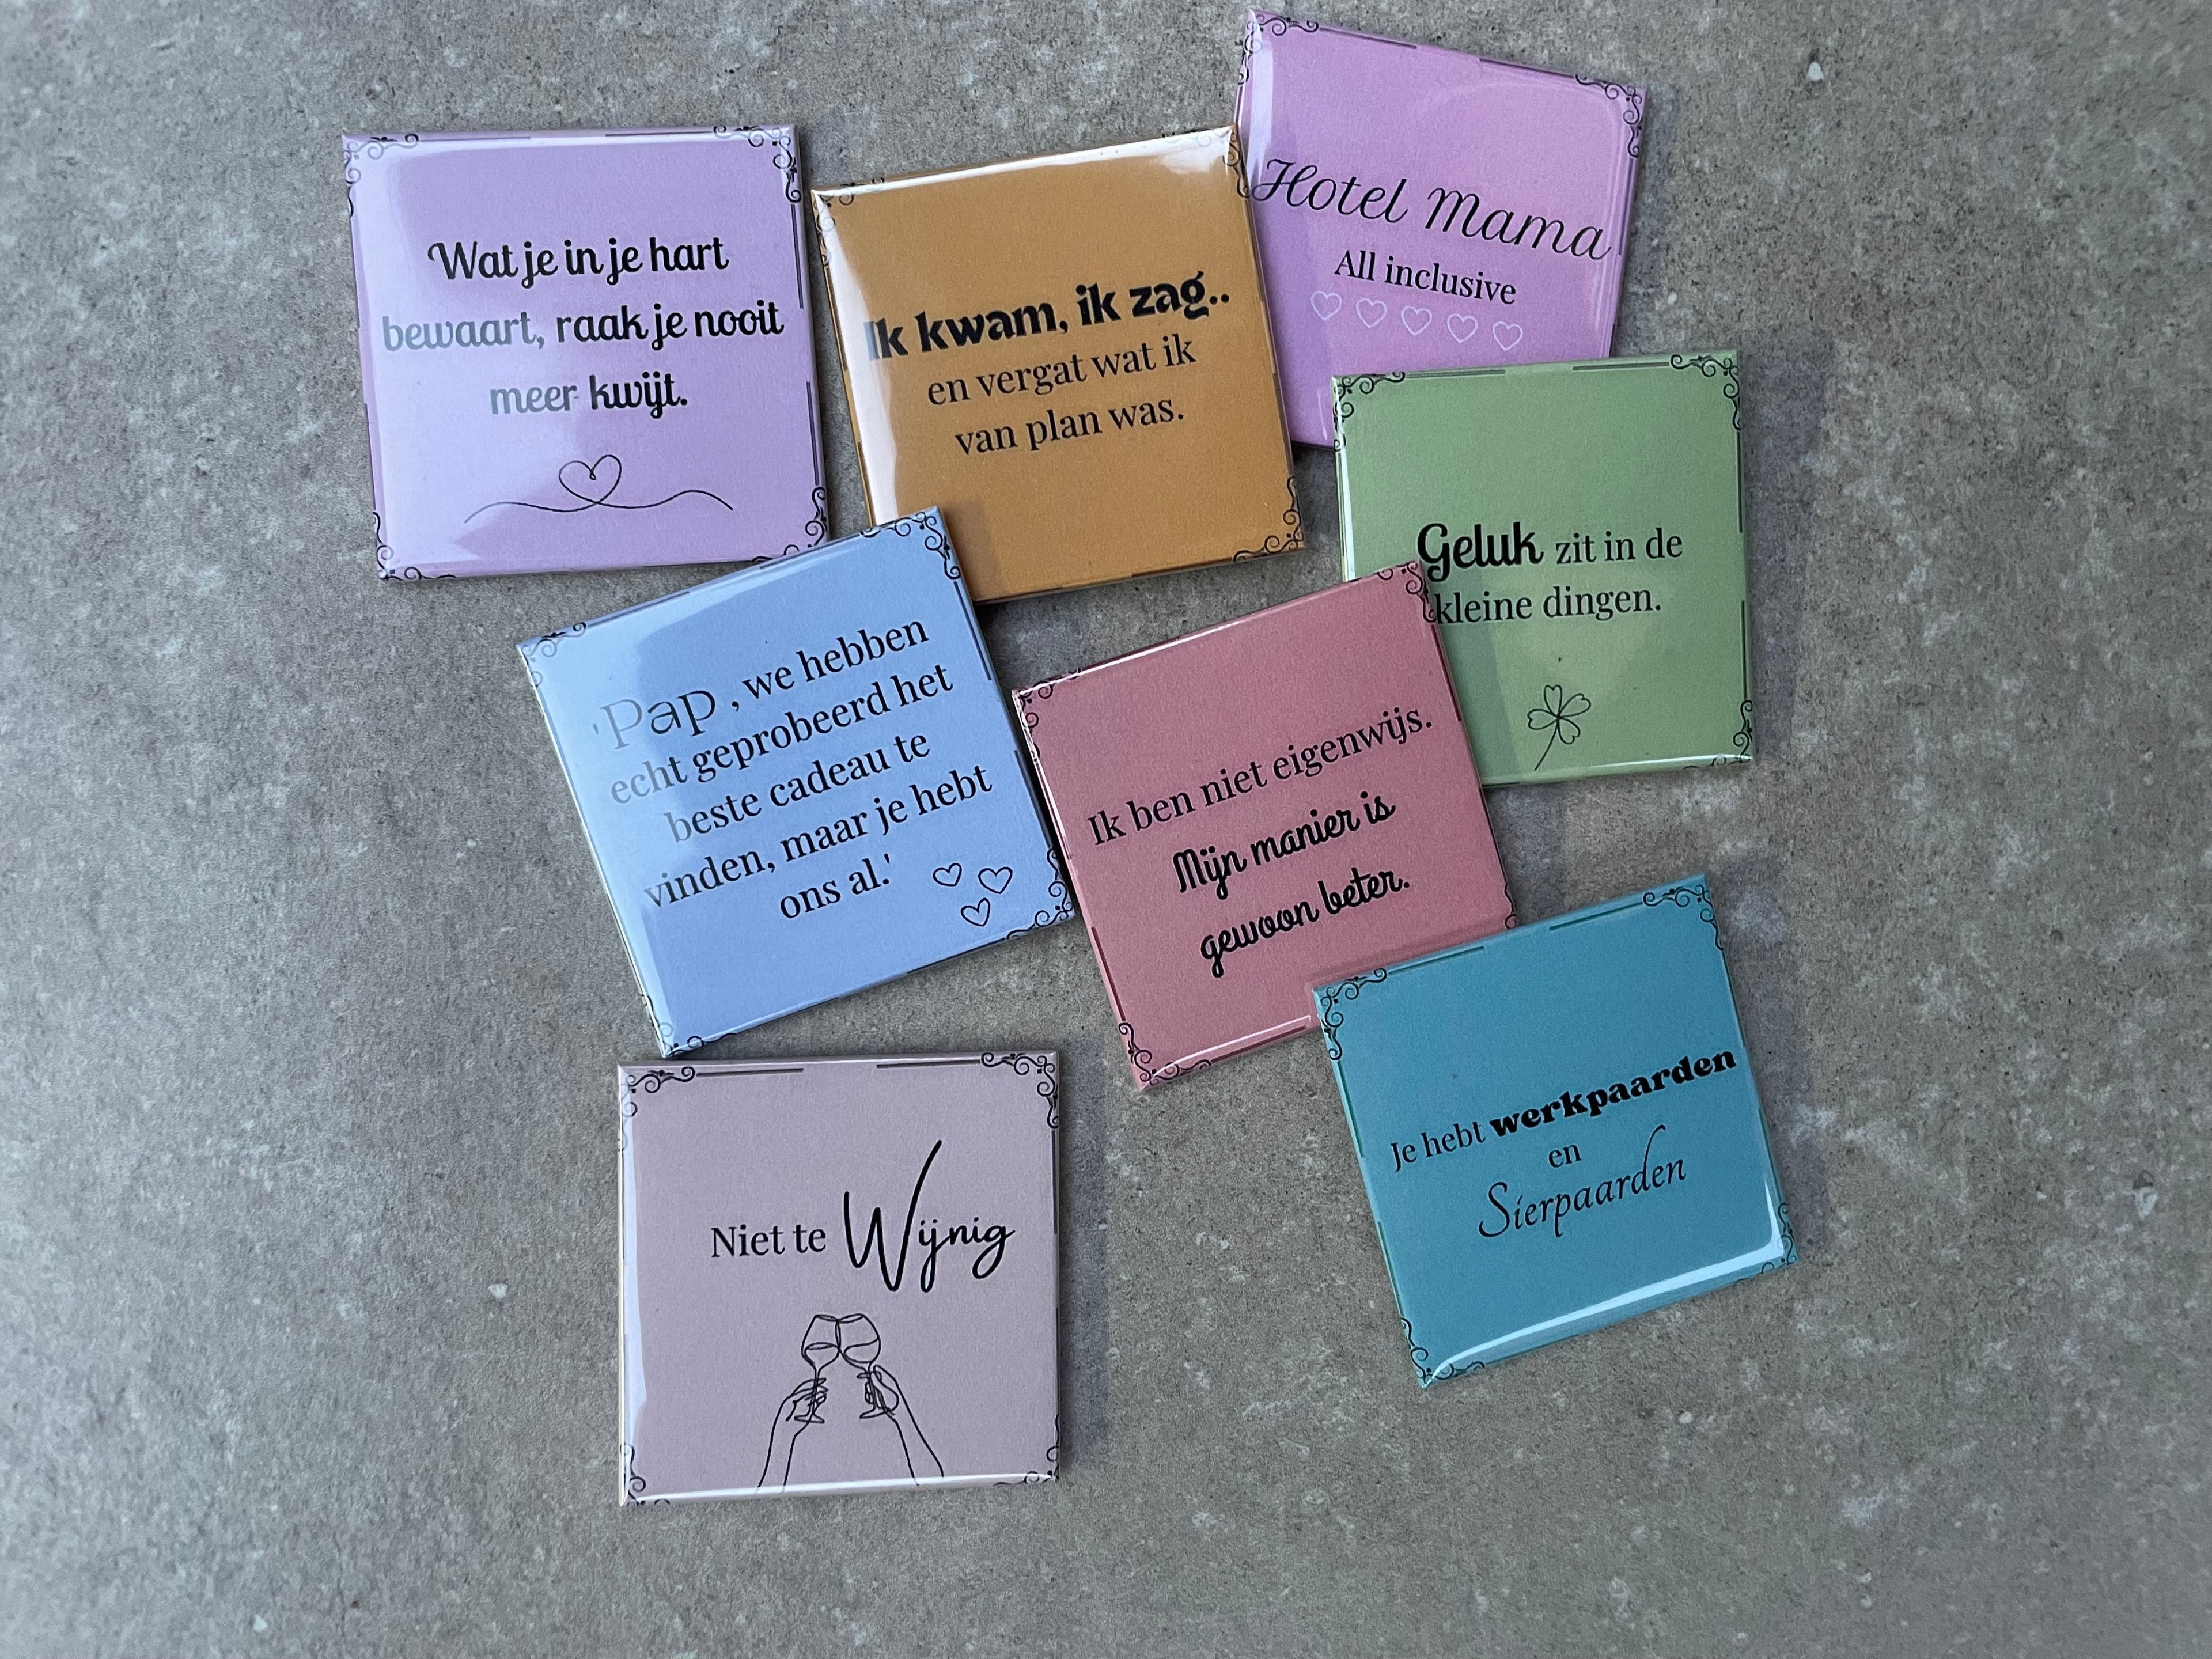 Wat je in je hart
bewaart, raak je nooit
meer kwijt.
Ik kwam, ik zag..
en vergat wat ik
van plan was.
Hotel Mama
All inclusive
Geluk zit in de
kleine dingen.
'Pap, we hebben
echt geprobeerd het
beste cadeau te
vinden, maar je hebt
ons al.'
Ik ben niet eigenwijs.
Mijn manier is
gewoon beter.
Je hebt werkpaarden
en
Sierpaarden
Niet te Wijnig